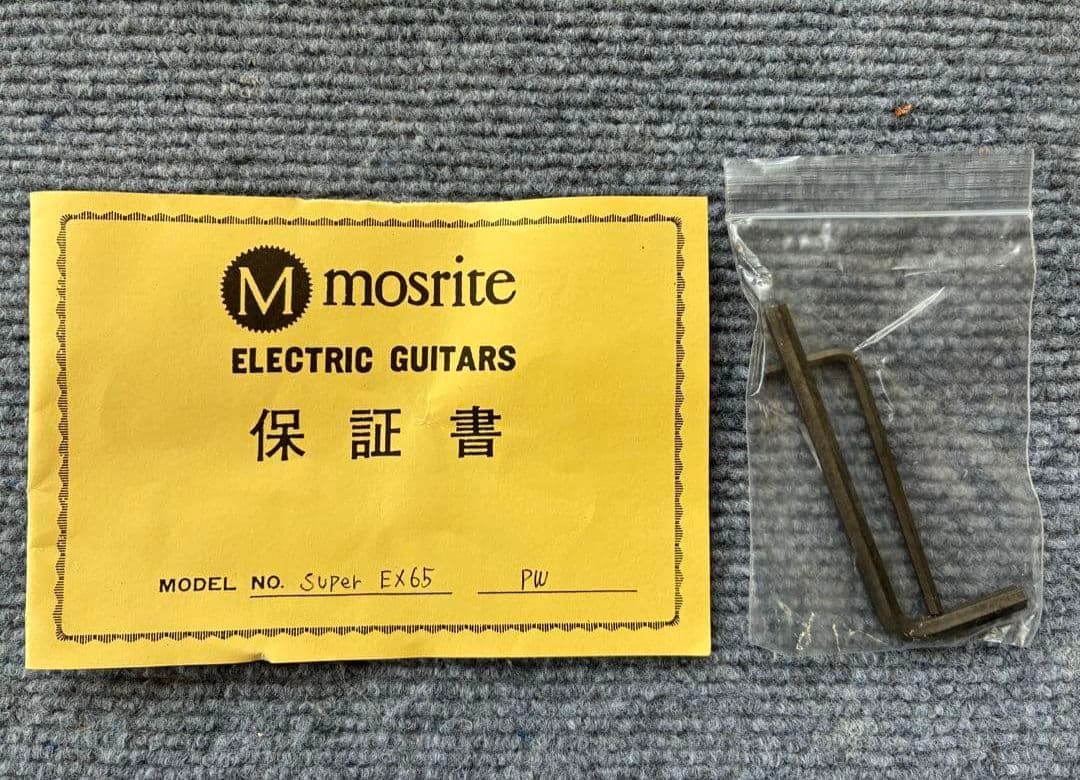 M mosrite
ELECTRIC GUITARS
保証書
MODEL NO. Super EX65 PW